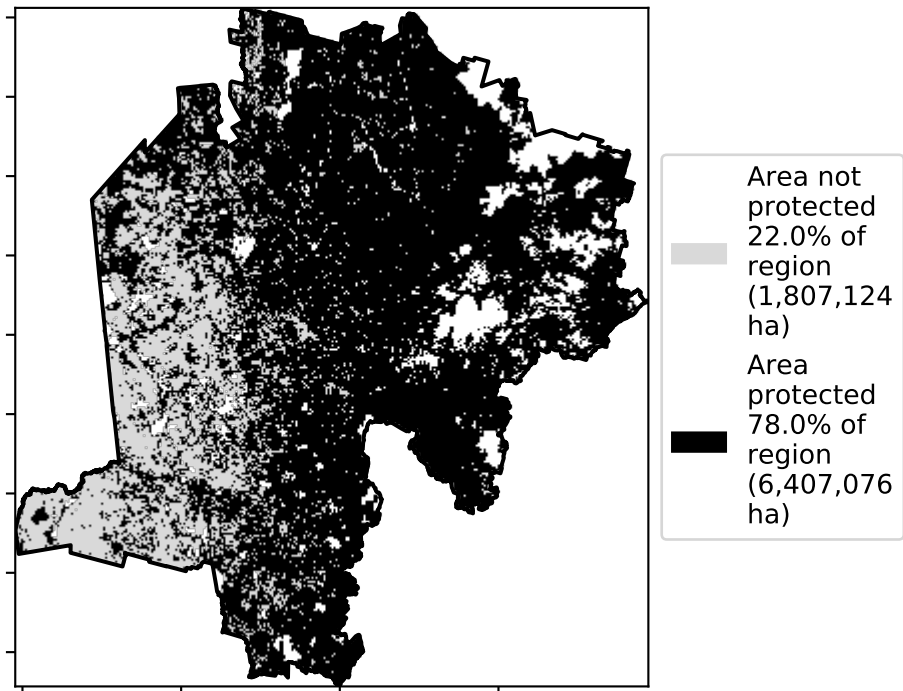 Area not
protected
22.0% of
region
(1,807,124
ha)
Area
protected
78.0% of
region
(6,407,076
ha)